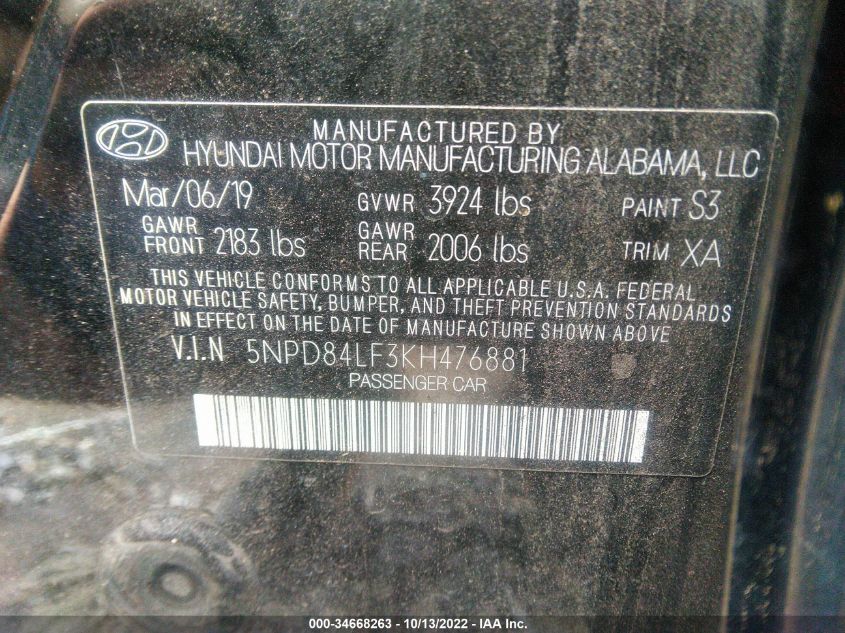 MANUFACTURED BY
HYUNDAI MOTOR MANUFACTURING ALABAMA, LLC
Mar/06/19 GVWR 3924 lbs PAINT S3
GAWR FRONT 2183 lbs GAWR REAR 2006 lbs TRIM XA
THIS VEHICLE CONFORMS TO ALL APPLICABLE U.S.A. FEDERAL
MOTOR VEHICLE SAFETY, BUMPER, AND THEFT PREVENTION STANDARDS
IN EFFECT ON THE DATE OF MANUFACTURE SHOWN ABOVE
V.I.N 5NPD84LF3KH476881
PASSENGER CAR
000-34668263 - 10/13/2022 - IAA Inc.